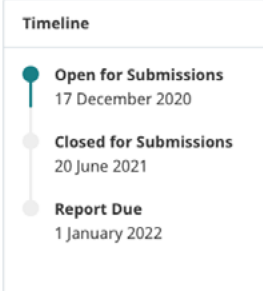 Timeline
Open for Submissions
17 December 2020
Closed for Submissions
20 June 2021
Report Due
1 January 2022